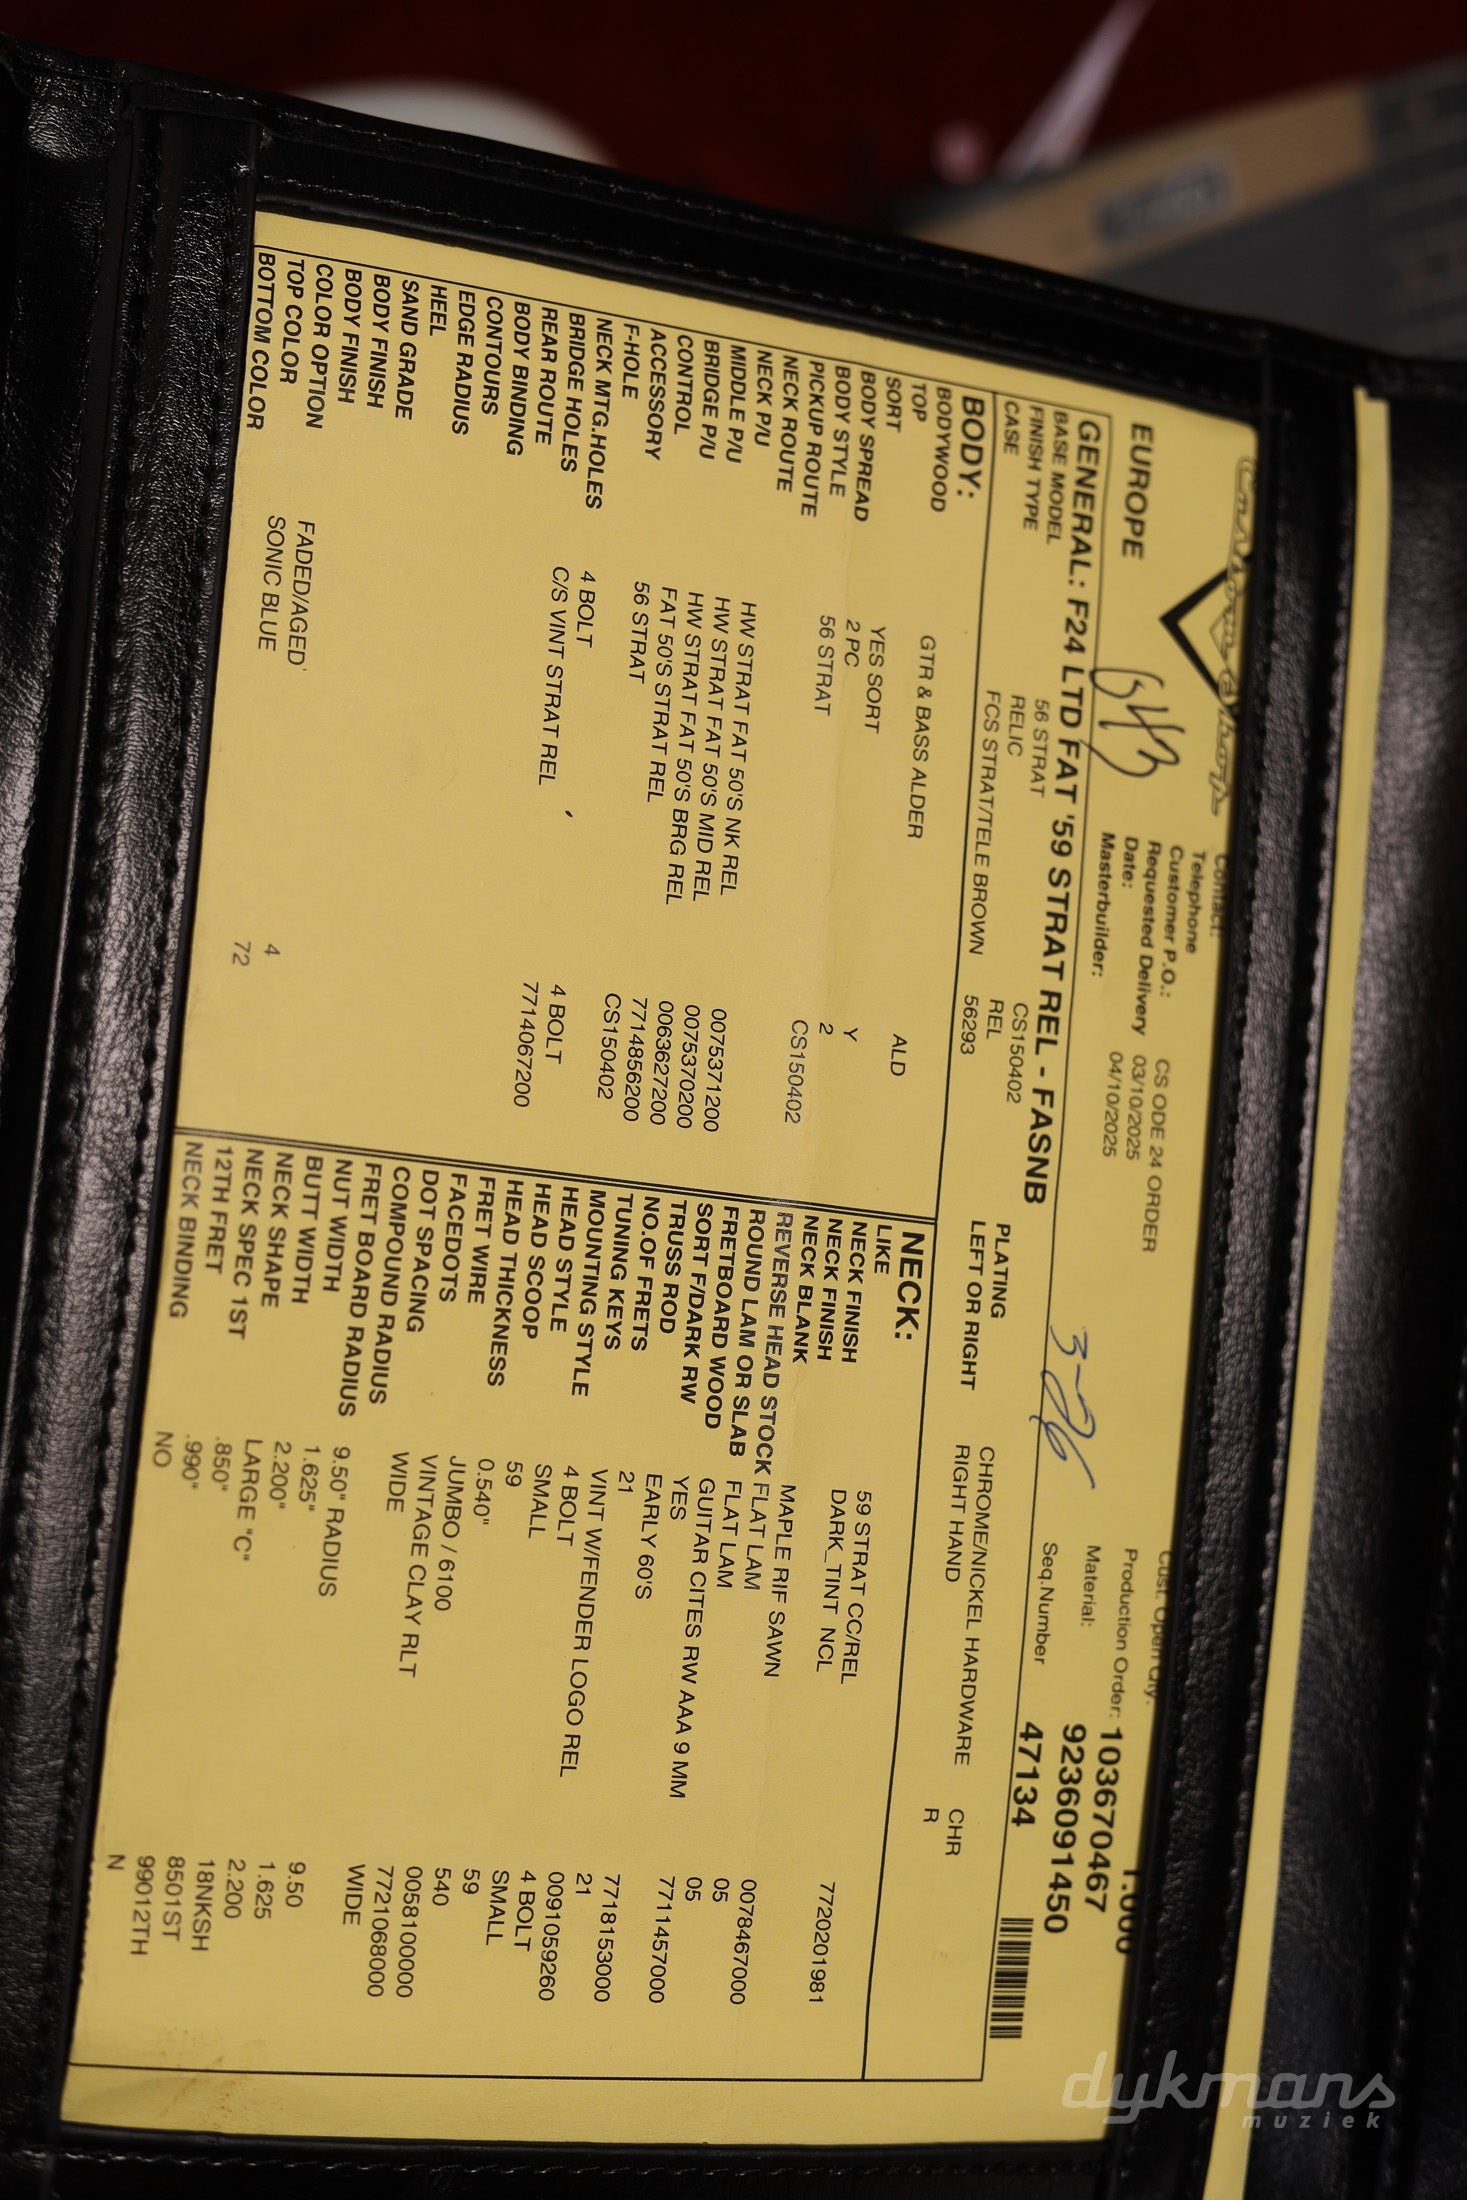 Custom Shop
EUROPE
Contact:
Telephone
Customer P.O.: CS ODE 24 ORDER
Requested Delivery 03/10/2025
Date: 04/10/2025
Masterbuilder:
Cust. Open Qty. 1.000
Production Order: 103670467
Material: 9236091450
Seq.Number 47134
GENERAL: F24 LTD FAT '59 STRAT REL - FASNB
BASE MODEL 56 STRAT CS150402 PLATING CHROME/NICKEL HARDWARE CHR
FINISH TYPE RELIC REL LEFT OR RIGHT RIGHT HAND R
CASE FCS STRAT/TELE BROWN 56293
BODY:
BODYWOOD GTR & BASS ALDER ALD
TOP
SORT YES SORT Y
BODY SPREAD 2 PC 2
BODY STYLE 56 STRAT CS150402
PICKUP ROUTE
NECK ROUTE
NECK P/U HW STRAT FAT 50'S NK REL 0075371200
MIDDLE P/U HW STRAT FAT 50'S MID REL 0075370200
BRIDGE P/U HW STRAT FAT 50'S BRG REL 0063627200
CONTROL FAT 50'S STRAT REL 7714856200
ACCESSORY 56 STRAT CS150402
F-HOLE
NECK MTG.HOLES 4 BOLT 4 BOLT
BRIDGE HOLES C/S VINT STRAT REL 7714067200
REAR ROUTE
BODY BINDING
CONTOURS
EDGE RADIUS
HEEL
SAND GRADE
BODY FINISH
BODY FINISH
COLOR OPTION FADED/AGED 4
TOP COLOR SONIC BLUE 72
BOTTOM COLOR
NECK:
LIKE
NECK FINISH 59 STRAT CC/REL
NECK FINISH DARK_TINT NCL
NECK BLANK MAPLE RIF SAWN 7720201981
REVERSE HEAD STOCK
ROUND LAM OR SLAB FLAT LAM
FRETBOARD WOOD FLAT LAM 0078467000
SORT F/DARK RW GUITAR CITES RW AAA 9 MM 05
TRUSS ROD YES 05
NO.OF FRETS EARLY 60'S 7711457000
TUNING KEYS 21 21
MOUNTING STYLE VINT W/FENDER LOGO REL 7718153000
HEAD STYLE 4 BOLT 0091059260
HEAD SCOOP SMALL 4 BOLT
HEAD THICKNESS 59 SMALL
FRET WIRE 0.540" 59
FACEDOTS JUMBO / 6100 540
DOT SPACING VINTAGE CLAY RLT 0058100000
COMPOUND RADIUS WIDE 7721068000
FRET BOARD RADIUS WIDE
NUT WIDTH 9.50" RADIUS 9.50
BUTT WIDTH 1.625" 1.625
NECK SHAPE 2.200" 2.200
NECK SPEC 1ST LARGE "C" 18NKSH
12TH FRET .850" 8501ST
NECK BINDING .990" 99012TH
NO N
dykmans
muziek